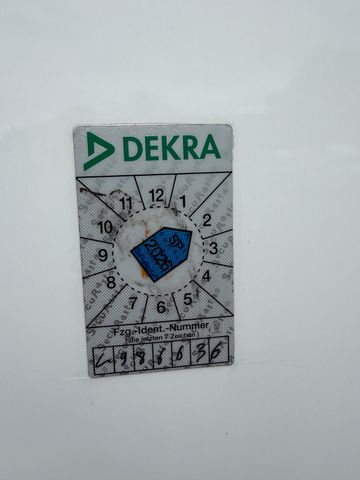 DEKRA
11 12 1
10 2
9 3
8 4
7 6 5
SP
2026
Fzg.-Ident.-Nummer
(die letzten 7 Zeichen)
L986636